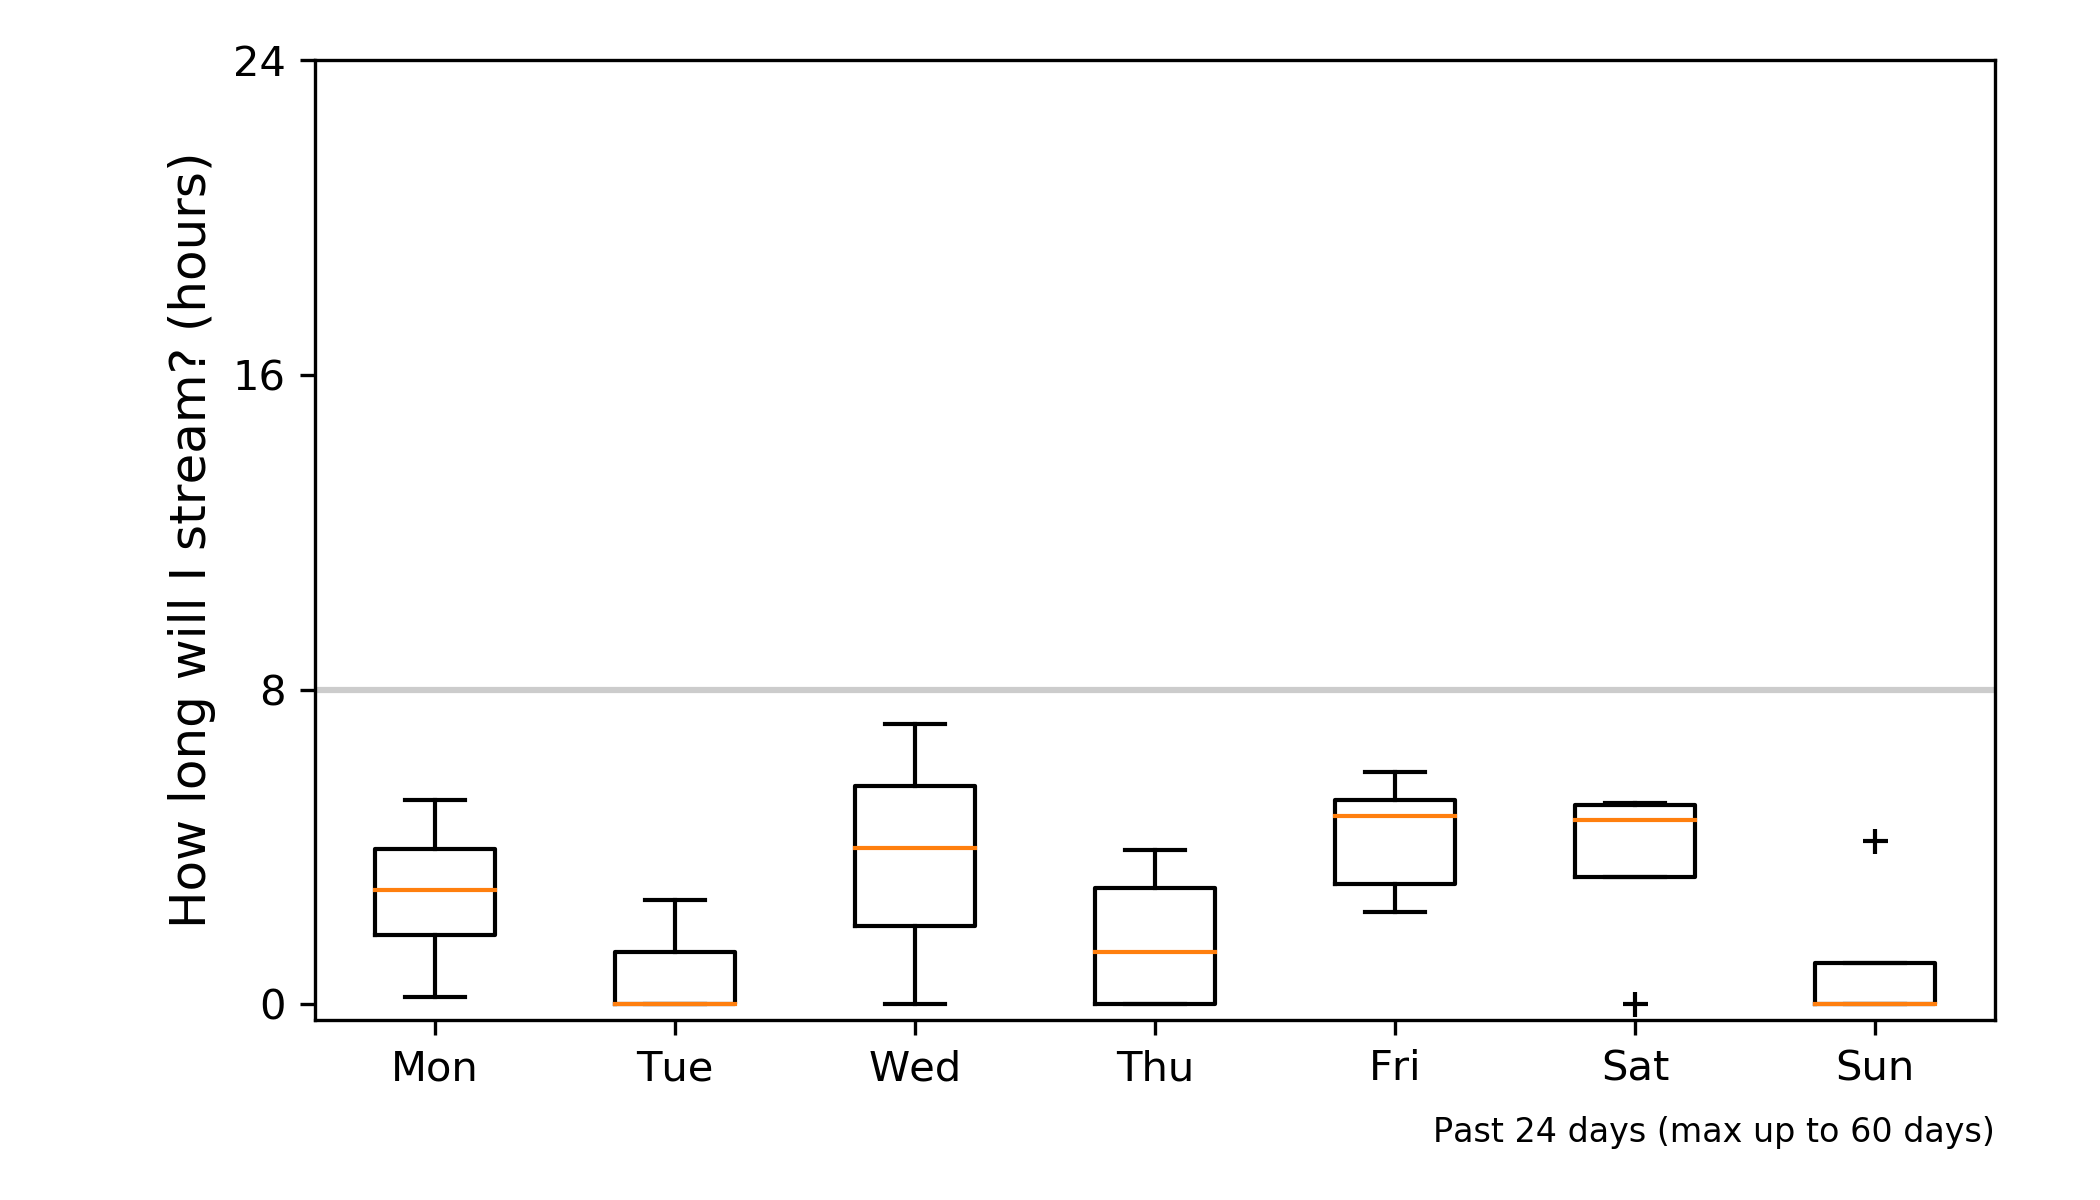 How long will I stream? (hours)
24
16
8
0
Mon Tue Wed Thu Fri Sat Sun
Past 24 days (max up to 60 days)